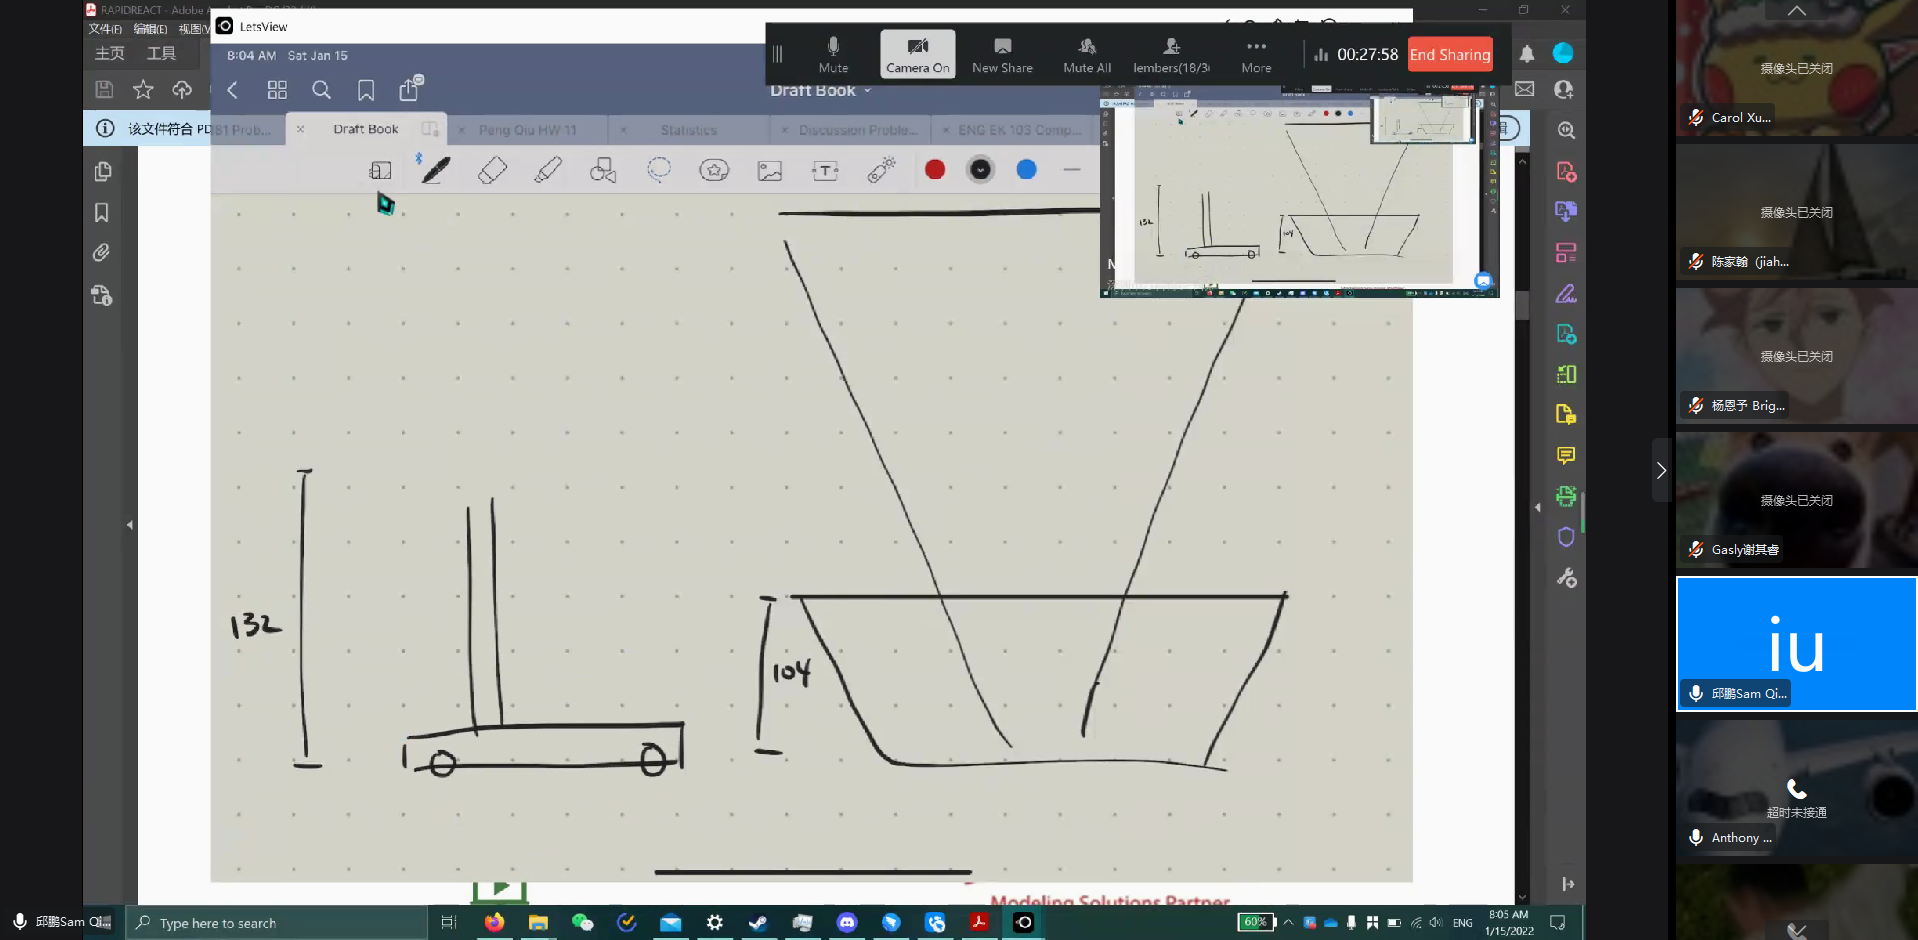 RAPIDREACT - Adobe
文件(F) 编辑(E) 视图(V)
主页 工具
LetsView
8:04 AM Sat Jan 15
Mute
Camera On
New Share
Mute All
lembers(18/3
More
00:27:58
End Sharing
Draft Book
该文件符合 PD
81 Prob...
Draft Book
Peng Qiu HW 11
Statistics
Discussion Proble...
ENG EK 103 Comp...
T
132
104
132
104
Modeling Solutions Partner
摄像头已关闭
Carol Xu...
摄像头已关闭
陈家翰（jiah...
摄像头已关闭
杨恩予 Brig...
摄像头已关闭
Gasly谢其睿
iu
邱鹏Sam Qi...
超时未接通
Anthony ...
邱鹏Sam Qi...
Type here to search
60%
ENG
8:05 AM
1/15/2022